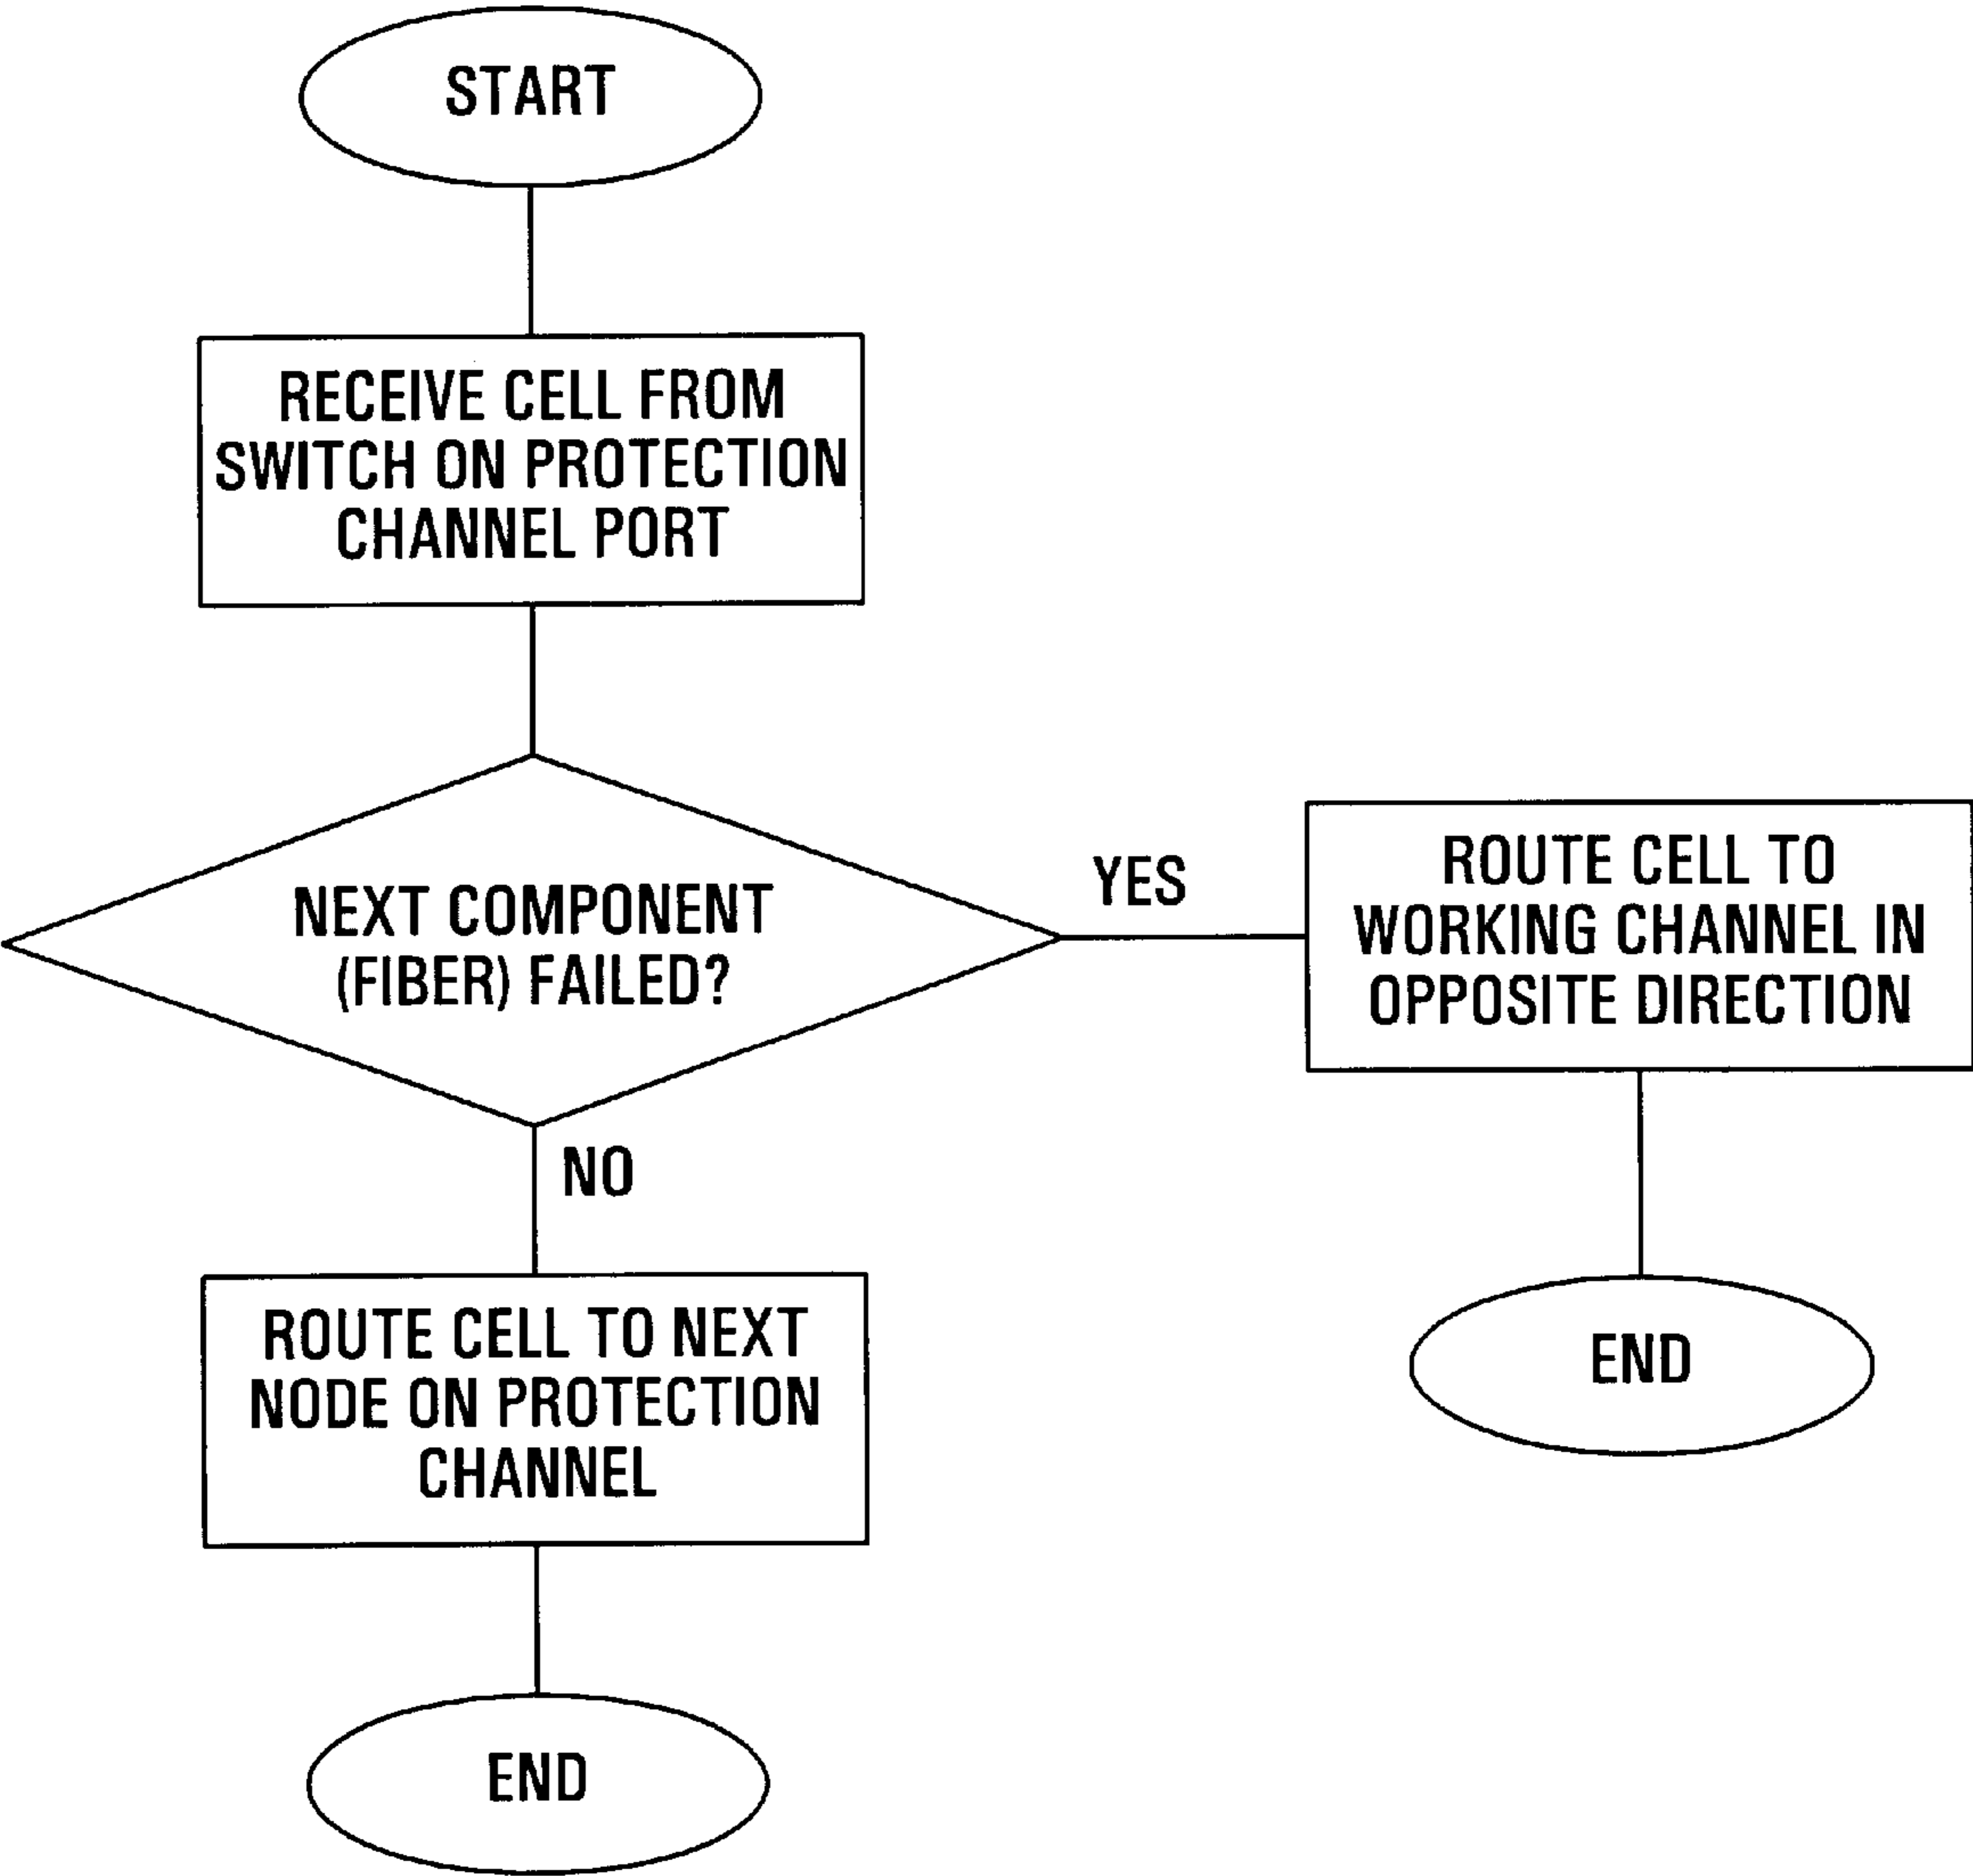 START
RECEIVE CELL FROM
SWITCH ON PROTECTION
CHANNEL PORT
NEXT COMPONENT
(FIBER) FAILED?
YES
ROUTE CELL TO
WORKING CHANNEL IN
OPPOSITE DIRECTION
END
NO
ROUTE CELL TO NEXT
NODE ON PROTECTION
CHANNEL
END